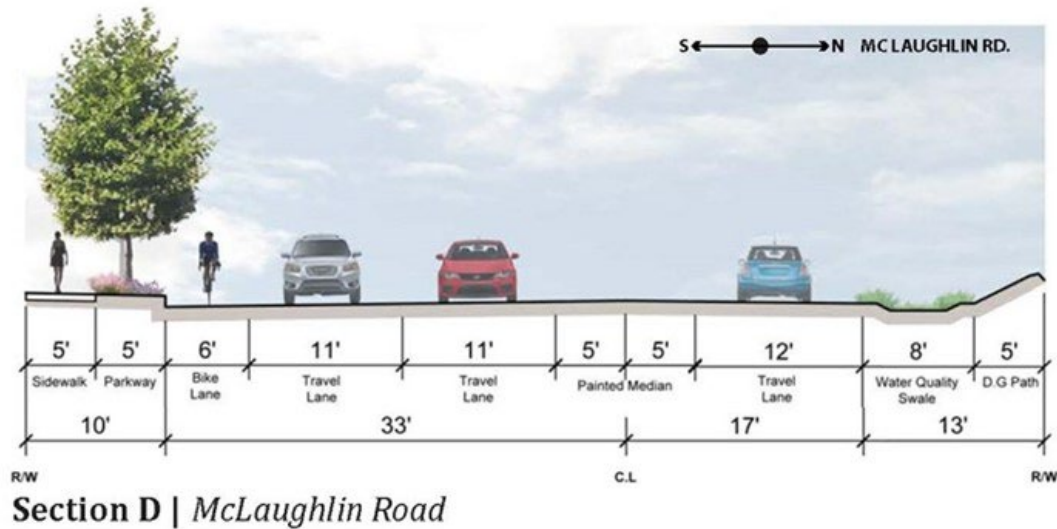 S N MC LAUGHLIN RD.
5' 5' 6' 11' 11' 5' 5' 12' 8' 5'
Sidewalk Parkway Bike Lane Travel Lane Travel Lane Painted Median Travel Lane Water Quality Swale D.G Path
10' 33' 17' 13'
R/W C.L R/W
Section D | McLaughlin Road